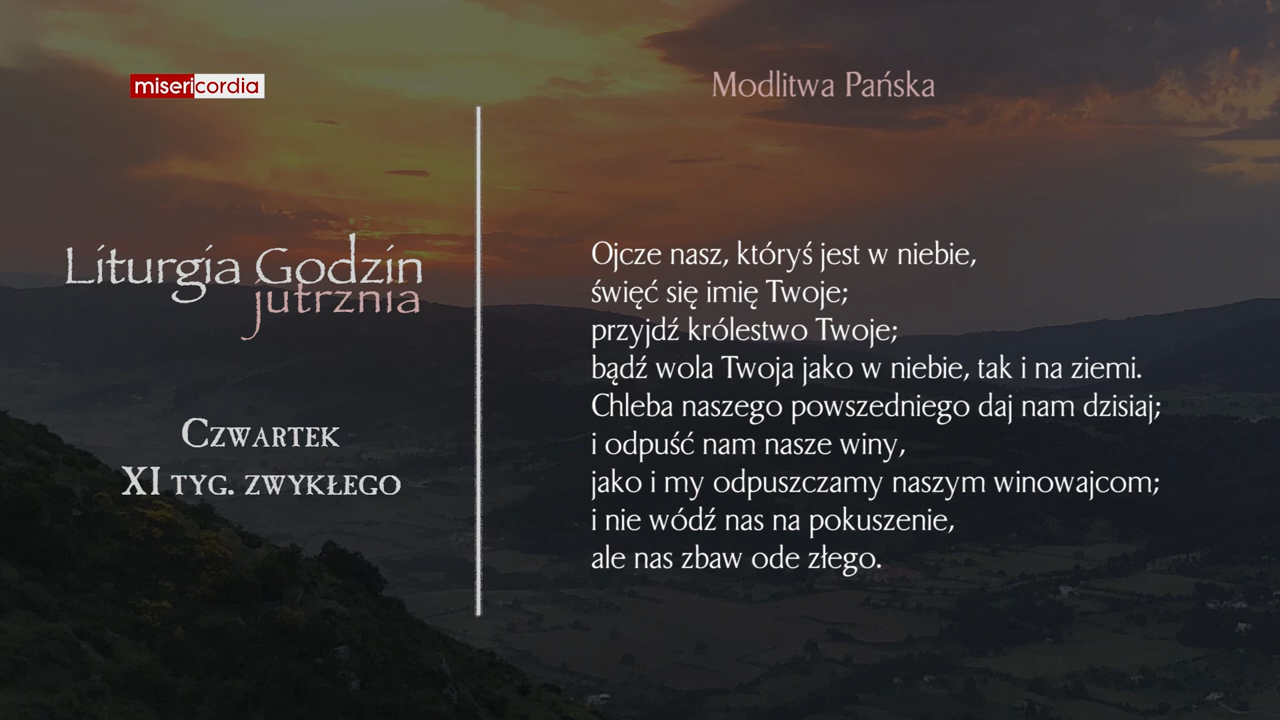 misericordia
Liturgia Godzin
jutrznia
Czwartek
XI tyg. zwykłego
Modlitwa Pańska
Ojcze nasz, któryś jest w niebie,
święć się imię Twoje;
przyjdź królestwo Twoje;
bądź wola Twoja jako w niebie, tak i na ziemi.
Chleba naszego powszedniego daj nam dzisiaj;
i odpuść nam nasze winy,
jako i my odpuszczamy naszym winowajcom;
i nie wódź nas na pokuszenie,
ale nas zbaw ode złego.